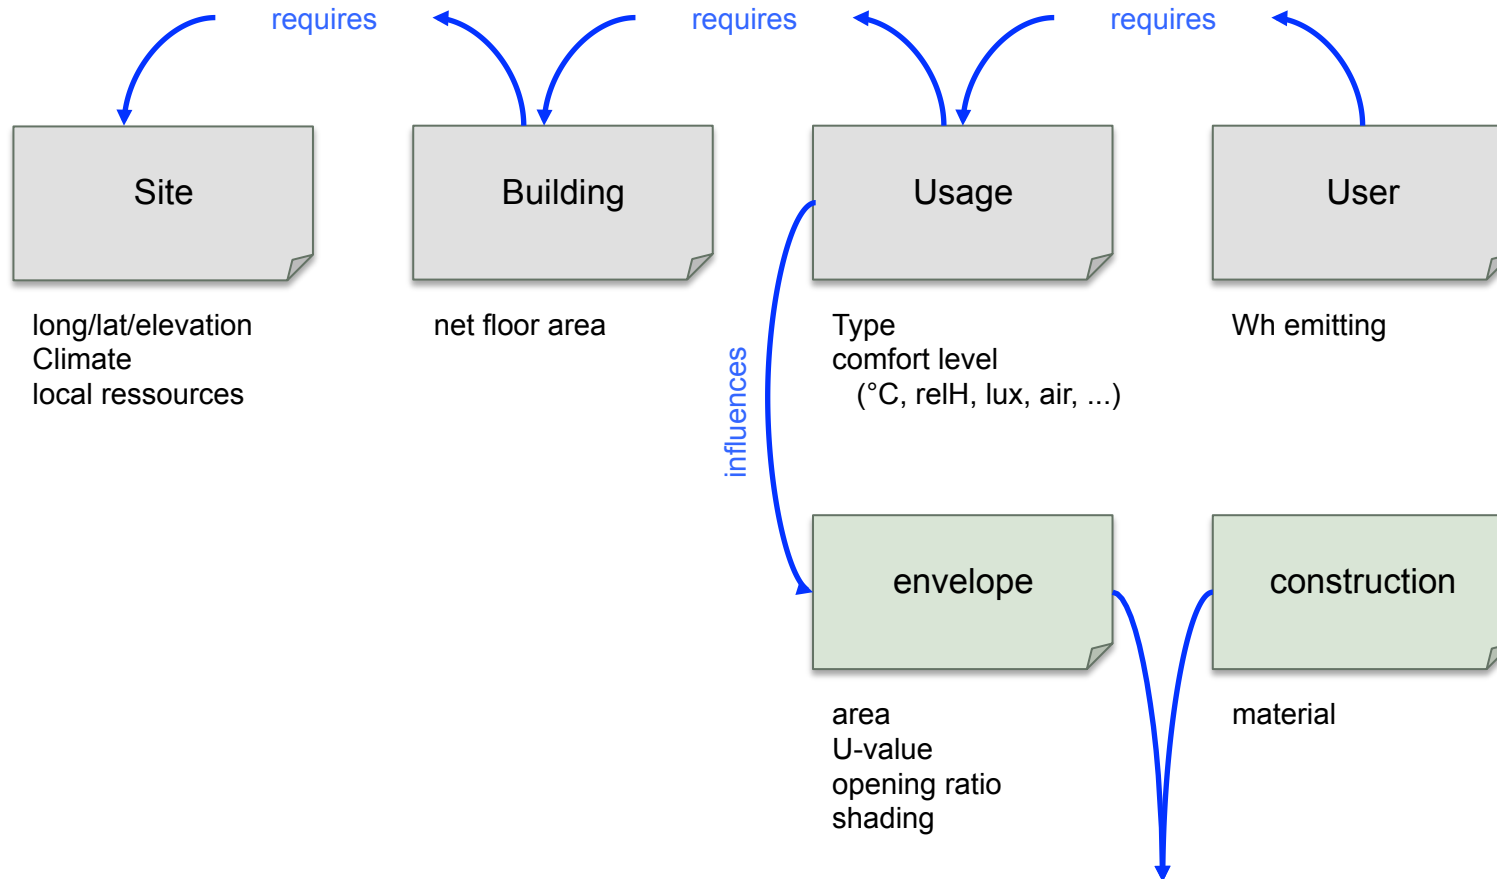 requires
requires
requires
Site
Building
Usage
User
long/lat/elevation
Climate
local ressources
net floor area
Type
comfort level
(°C, relH, lux, air, ...)
Wh emitting
influences
envelope
construction
area
U-value
opening ratio
shading
material